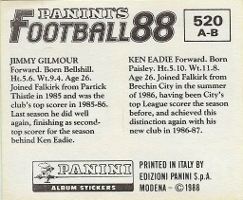 PANINI'S
FOOTBALL 88
520
A-B
JIMMY GILMOUR
Forward. Born Bellshill.
Ht.5.6. Wt.9.4. Age 26.
Joined Falkirk from Partick
Thistle in 1985 and was the
club's top scorer in 1985-86.
Last season he did well
again, finishing as second-
top scorer for the season
behind Ken Eadie.
KEN EADIE Forward. Born
Paisley. Ht.5.10. Wt.11.8.
Age 26. Joined Falkirk from
Brechin City in the summer
of 1986, having been City's
top League scorer the season
before, and achieved this
distinction again with his
new club in 1986-87.
PANINI
ALBUM STICKERS
PRINTED IN ITALY BY
EDIZIONI PANINI S.p.A.
MODENA - © 1988